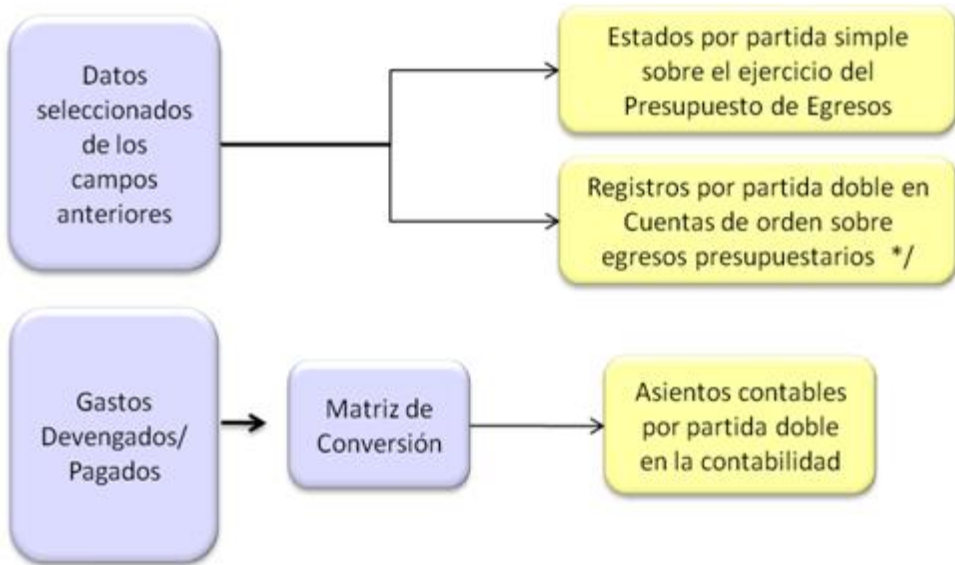 Datos
seleccionados
de los
campos
anteriores
Estados por partida simple
sobre el ejercicio del
Presupuesto de Egresos
Registros por partida doble en
Cuentas de orden sobre
egresos presupuestarios */
Gastos
Devengados/
Pagados
Matriz de
Conversión
Asientos contables
por partida doble
en la contabilidad